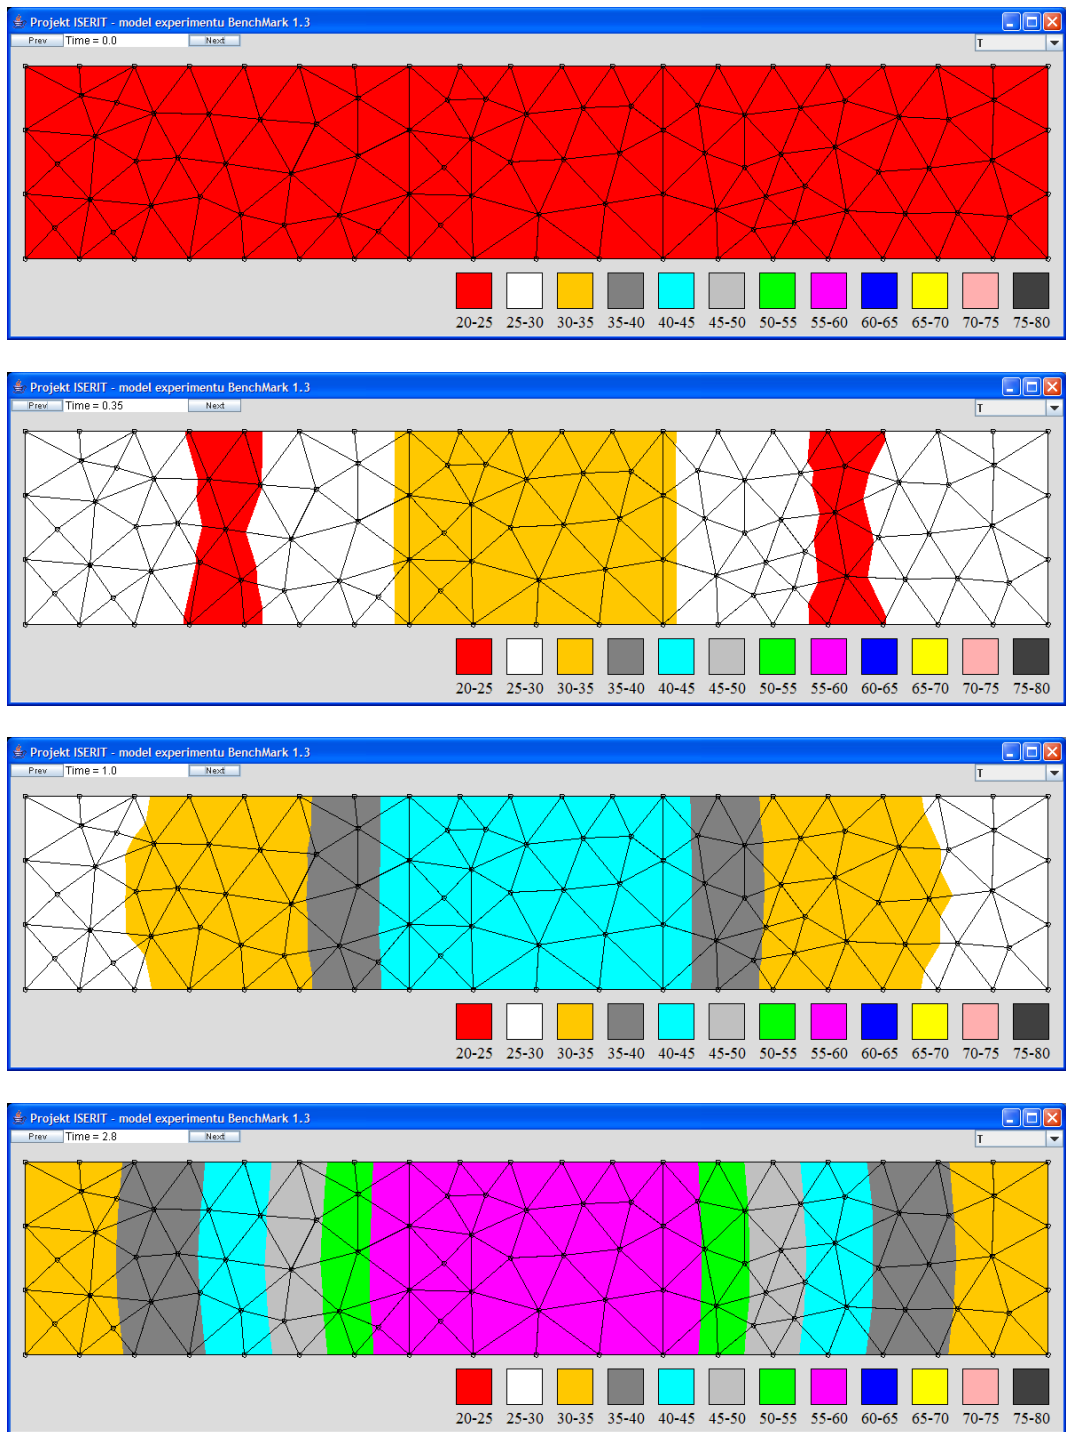 Projekt ISERIT - model experimentu BenchMark 1.3
Prev Time = 0.0 Next T
20-25 25-30 30-35 35-40 40-45 45-50 50-55 55-60 60-65 65-70 70-75 75-80
Projekt ISERIT - model experimentu BenchMark 1.3
Prev Time = 0.35 Next T
20-25 25-30 30-35 35-40 40-45 45-50 50-55 55-60 60-65 65-70 70-75 75-80
Projekt ISERIT - model experimentu BenchMark 1.3
Prev Time = 1.0 Next T
20-25 25-30 30-35 35-40 40-45 45-50 50-55 55-60 60-65 65-70 70-75 75-80
Projekt ISERIT - model experimentu BenchMark 1.3
Prev Time = 2.8 Next T
20-25 25-30 30-35 35-40 40-45 45-50 50-55 55-60 60-65 65-70 70-75 75-80